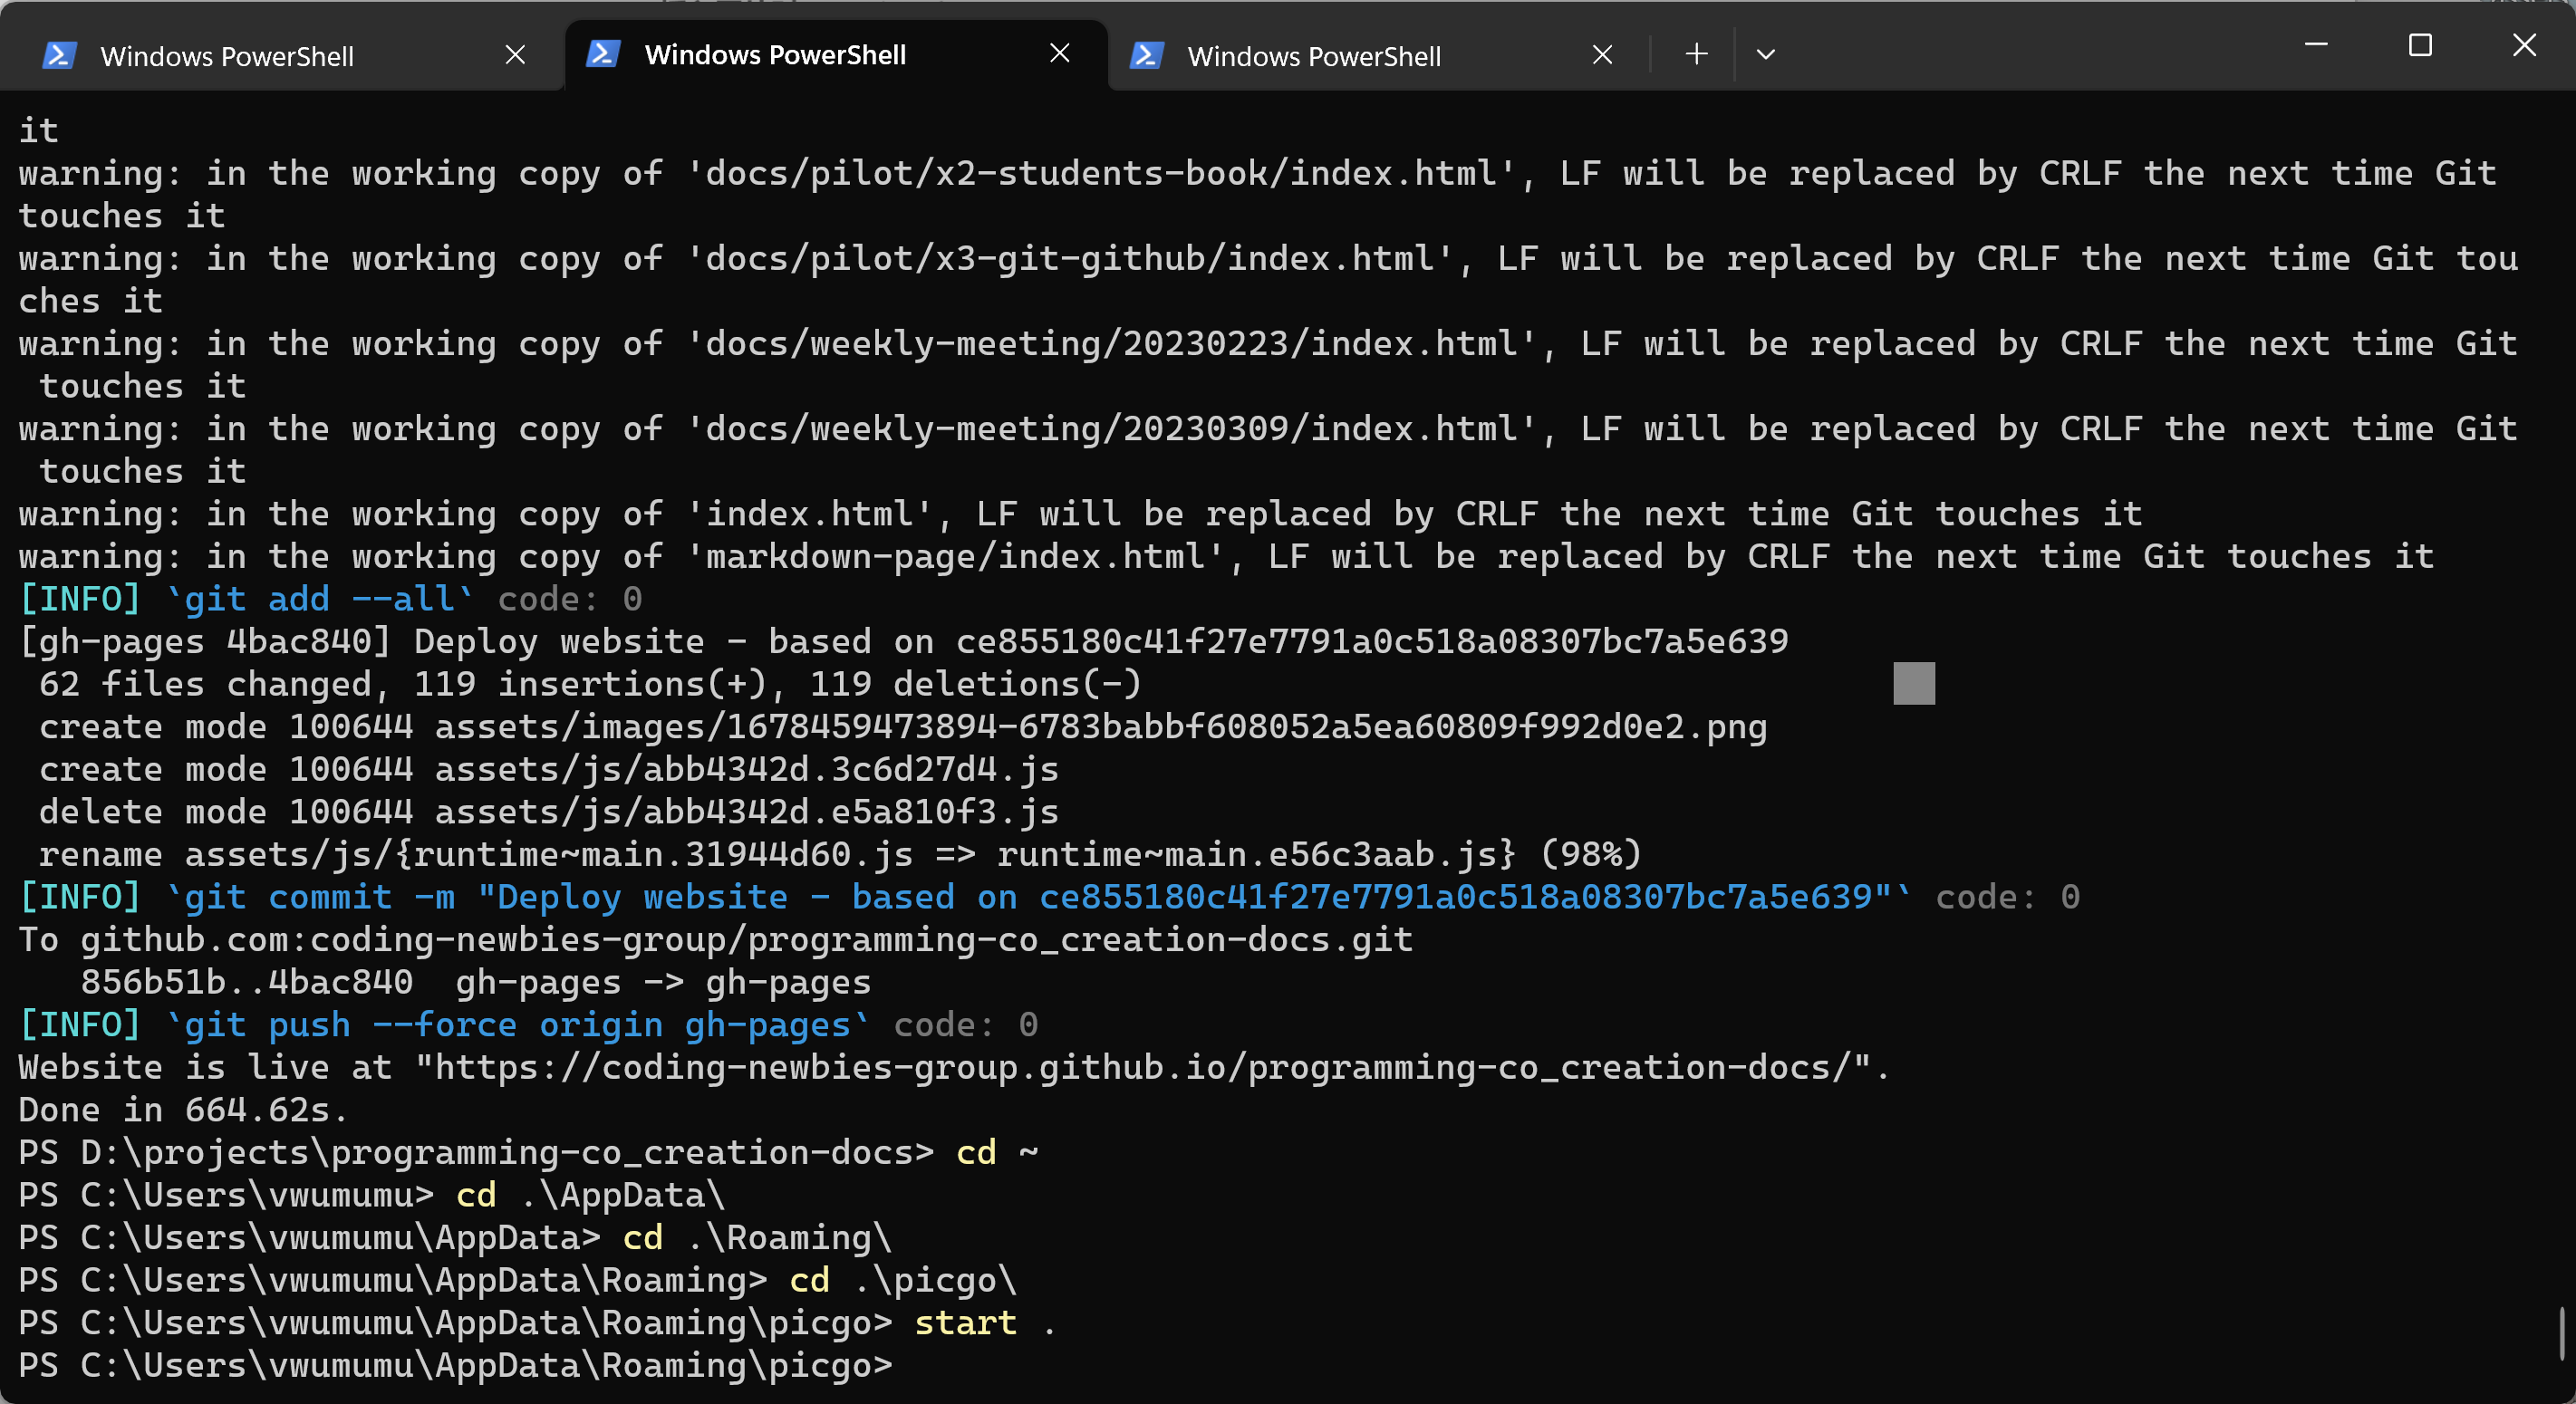 Windows PowerShell
Windows PowerShell
Windows PowerShell
it
warning: in the working copy of 'docs/pilot/x2-students-book/index.html', LF will be replaced by CRLF the next time Git
touches it
warning: in the working copy of 'docs/pilot/x3-git-github/index.html', LF will be replaced by CRLF the next time Git tou
ches it
warning: in the working copy of 'docs/weekly-meeting/20230223/index.html', LF will be replaced by CRLF the next time Git
 touches it
warning: in the working copy of 'docs/weekly-meeting/20230309/index.html', LF will be replaced by CRLF the next time Git
 touches it
warning: in the working copy of 'index.html', LF will be replaced by CRLF the next time Git touches it
warning: in the working copy of 'markdown-page/index.html', LF will be replaced by CRLF the next time Git touches it
[INFO] `git add --all` code: 0
[gh-pages 4bac840] Deploy website - based on ce855180c41f27e7791a0c518a08307bc7a5e639
 62 files changed, 119 insertions(+), 119 deletions(-)
 create mode 100644 assets/images/1678459473894-6783babbf608052a5ea60809f992d0e2.png
 create mode 100644 assets/js/abb4342d.3c6d27d4.js
 delete mode 100644 assets/js/abb4342d.e5a810f3.js
 rename assets/js/{runtime~main.31944d60.js => runtime~main.e56c3aab.js} (98%)
[INFO] `git commit -m "Deploy website - based on ce855180c41f27e7791a0c518a08307bc7a5e639"` code: 0
To github.com:coding-newbies-group/programming-co_creation-docs.git
   856b51b..4bac840  gh-pages -> gh-pages
[INFO] `git push --force origin gh-pages` code: 0
Website is live at "https://coding-newbies-group.github.io/programming-co_creation-docs/".
Done in 664.62s.
PS D:\projects\programming-co_creation-docs> cd ~
PS C:\Users\vwumumu> cd .\AppData\
PS C:\Users\vwumumu\AppData> cd .\Roaming\
PS C:\Users\vwumumu\AppData\Roaming> cd .\picgo\
PS C:\Users\vwumumu\AppData\Roaming\picgo> start .
PS C:\Users\vwumumu\AppData\Roaming\picgo>